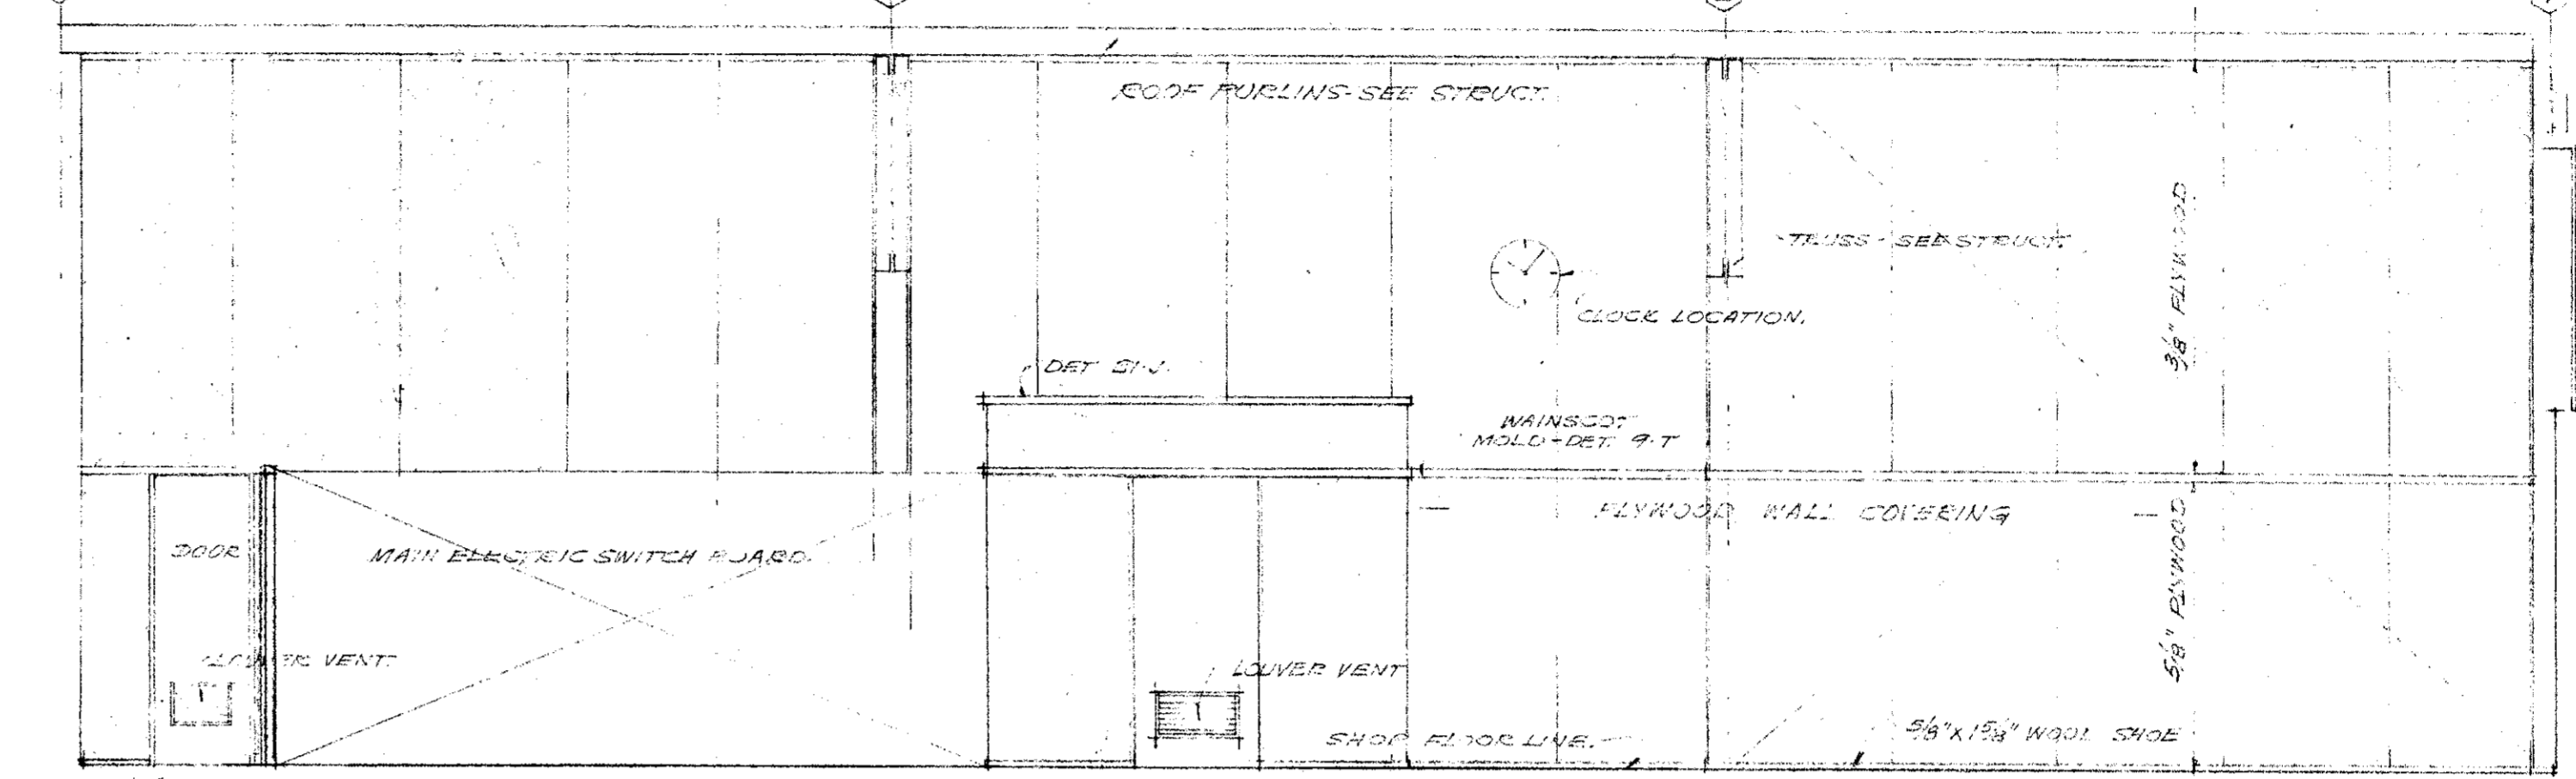 ROOF PURLINS-SEE STRUCT.
3/8" PLYWOOD
TRUSS - SEE STRUCT.
CLOCK LOCATION.
DET
WAINSCOT
MOLD-DET. 9-T
PLYWOOD WALL COVERING
DOOR
MAIN ELECTRIC SWITCH BOARD.
5/8" PLYWOOD
LOUVER VENT.
LOUVER VENT
SHOP FLOOR LINE.
5/8" X 1 5/8" WOOD SHOE